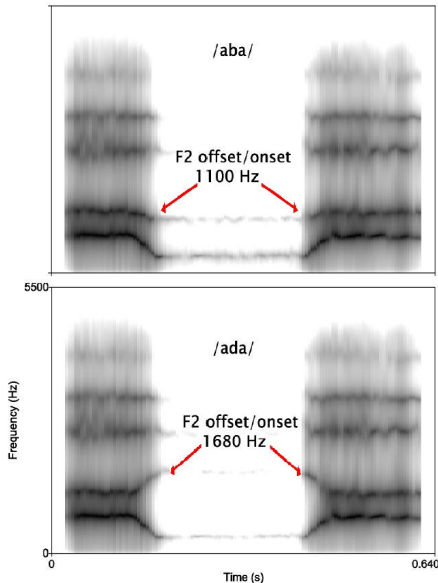 /aba/
F2 offset/onset
1100 Hz
5500
/ada/
F2 offset/onset
1680 Hz
Frequency (Hz)
0
0
0.640
Time (s)